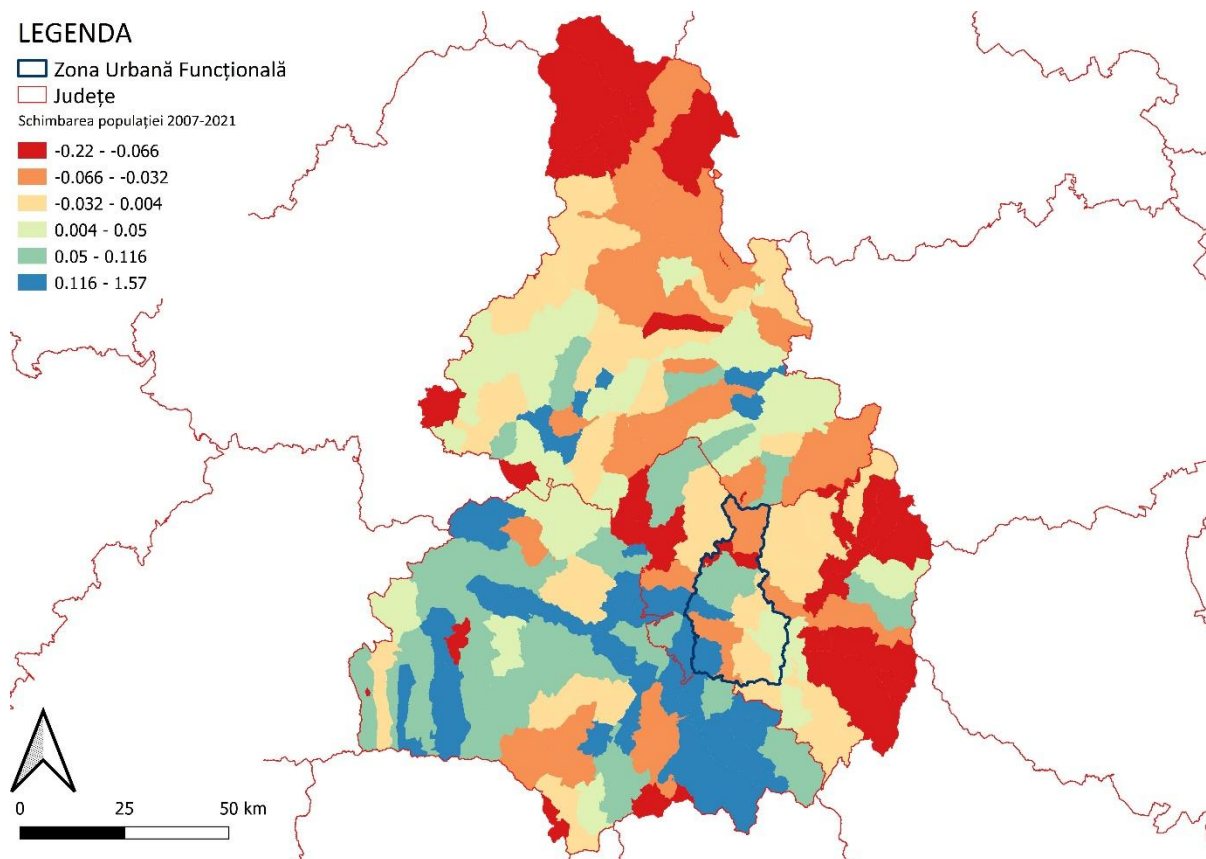 LEGENDA
Zona Urbană Funcțională
Județe
Schimbarea populației 2007-2021
-0.22 - -0.066
-0.066 - -0.032
-0.032 - 0.004
0.004 - 0.05
0.05 - 0.116
0.116 - 1.57
0 25 50 km